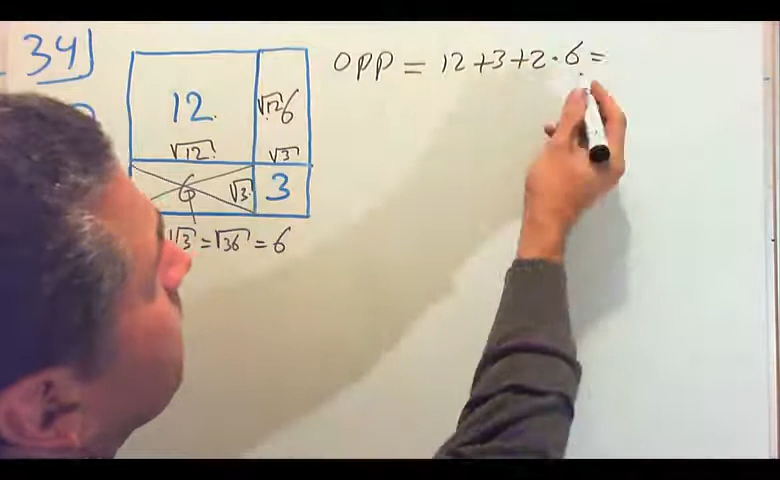 34
OPP = 12+3+2·6=
12
√12 6
√12 √3
6 √3 3
√3 = √36 = 6